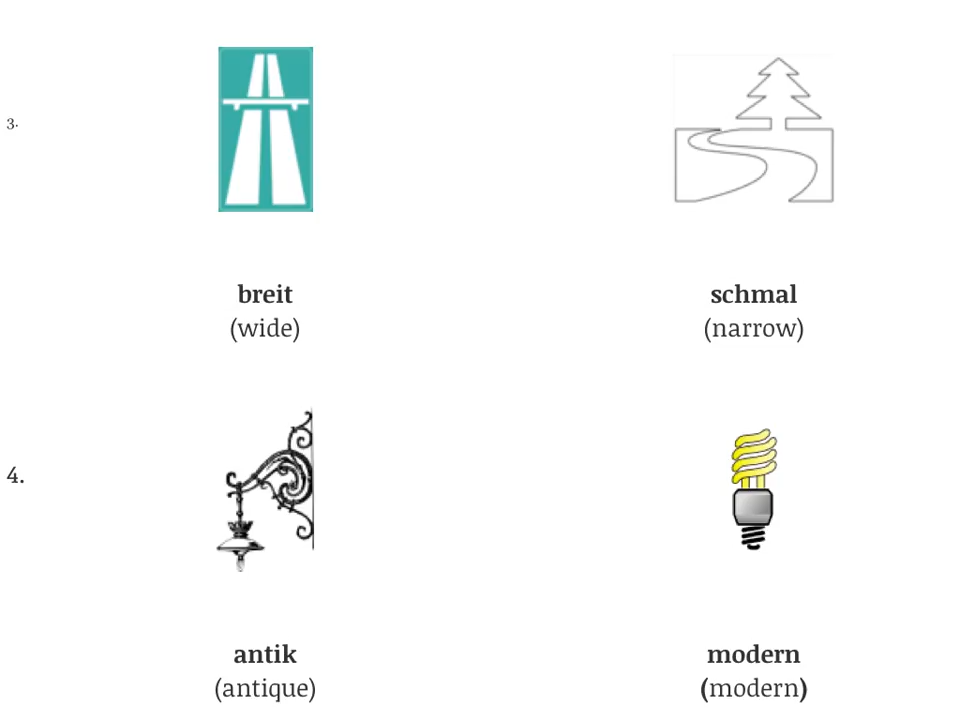 3.
breit
schmal
(wide)
(narrow)
4.
antik
modern
(antique)
(modern)